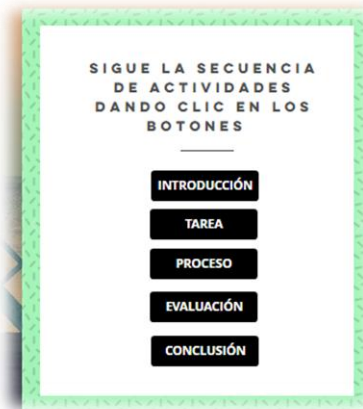 SIGUE LA SECUENCIA
DE ACTIVIDADES
DANDO CLIC EN LOS
BOTONES
INTRODUCCIÓN
TAREA
PROCESO
EVALUACIÓN
CONCLUSIÓN